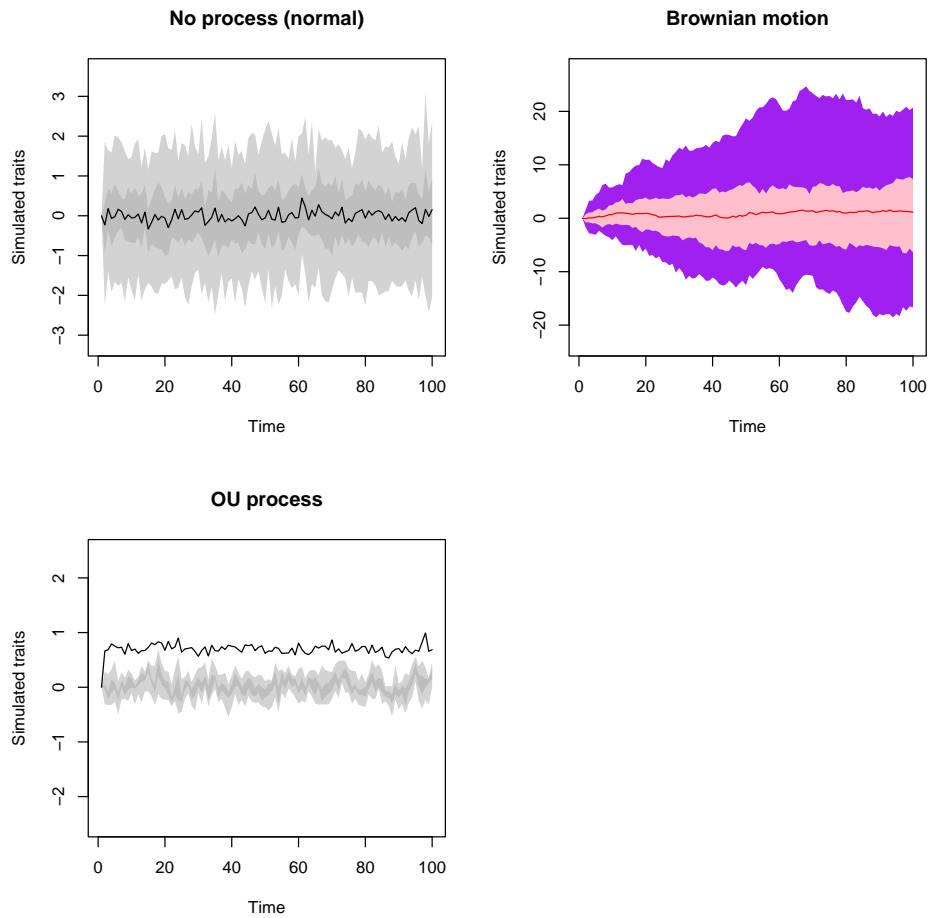 No process (normal)
Simulated traits
3
2
1
0
−1
−2
−3
0 20 40 60 80 100
Time
Brownian motion
Simulated traits
20
10
0
−10
−20
0 20 40 60 80 100
Time
OU process
Simulated traits
2
1
0
−1
−2
0 20 40 60 80 100
Time